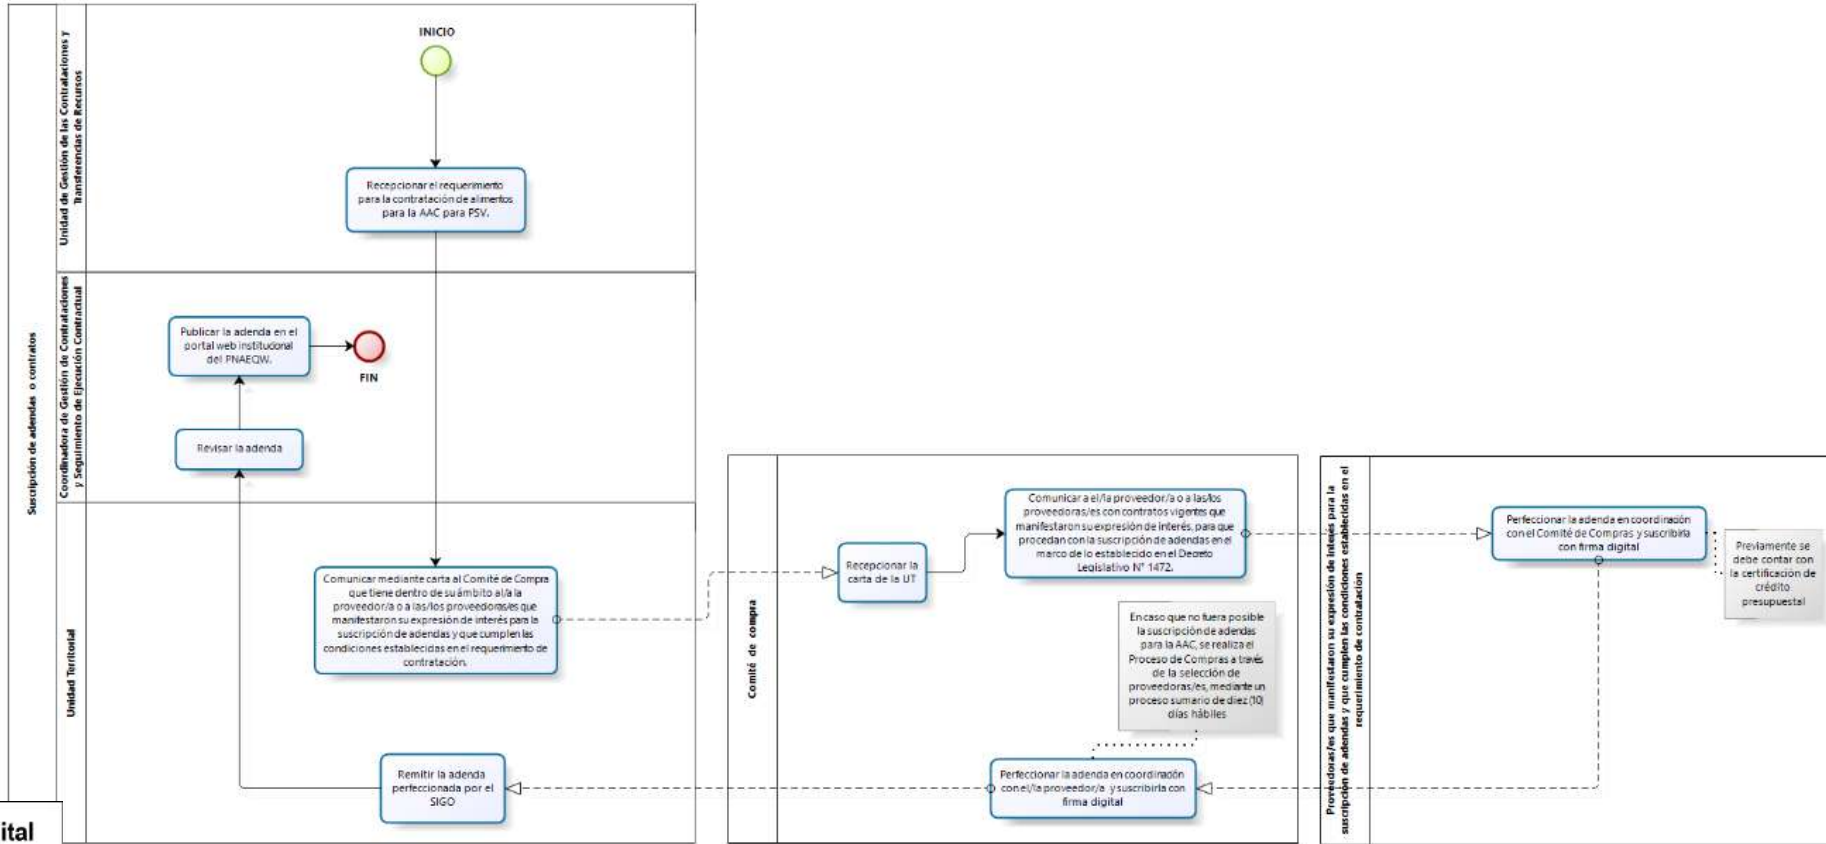 Suscripción de adendas o contratos
Unidad de Gestión de las Contrataciones y
Transferencias de Recursos
INICIO
Recepcionar el requerimiento
para la contratación de alimentos
para la AAC para PSV.
Coordinadora de Gestión de Contrataciones
y Seguimiento de Ejecución Contractual
Publicar la adenda en el
portal web institucional
del PNAEQW.
FIN
Revisar la adenda
Unidad Territorial
Comunicar mediante carta al Comité de Compra
que tiene dentro de su ámbito al/a la
proveedor/a o a las/los proveedoras/es que
manifestaron su expresión de interés para la
suscripción de adendas y que cumplen las
condiciones establecidas en el requerimiento de
contratación.
Remitir la adenda
perfeccionada por el
SIGO
Comité de compra
Recepcionar la
carta de la UT
Comunicar a el/la proveedor/a o a las/los
proveedoras/es con contratos vigentes que
manifestaron su expresión de interés, para que
procedan con la suscripción de adendas en el
marco de lo establecido en el Decreto
Legislativo N° 1472.
En caso que no fuera posible
la suscripción de adendas
para la AAC, se realiza el
Proceso de Compras a través
de la selección de
proveedoras/es, mediante un
proceso sumario de diez (10)
días hábiles
Perfeccionar la adenda en coordinación
con el/la proveedor/a y suscribirla con
firma digital
Proveedoras/es que manifestaron su expresión de interés para la
suscripción de adendas y que cumplen las condiciones establecidas en el
requerimiento de contratación
Perfeccionar la adenda en coordinación
con el Comité de Compras y suscribirla
con firma digital
Previamente se
debe contar con
la certificación de
crédito
presupuestal
ital